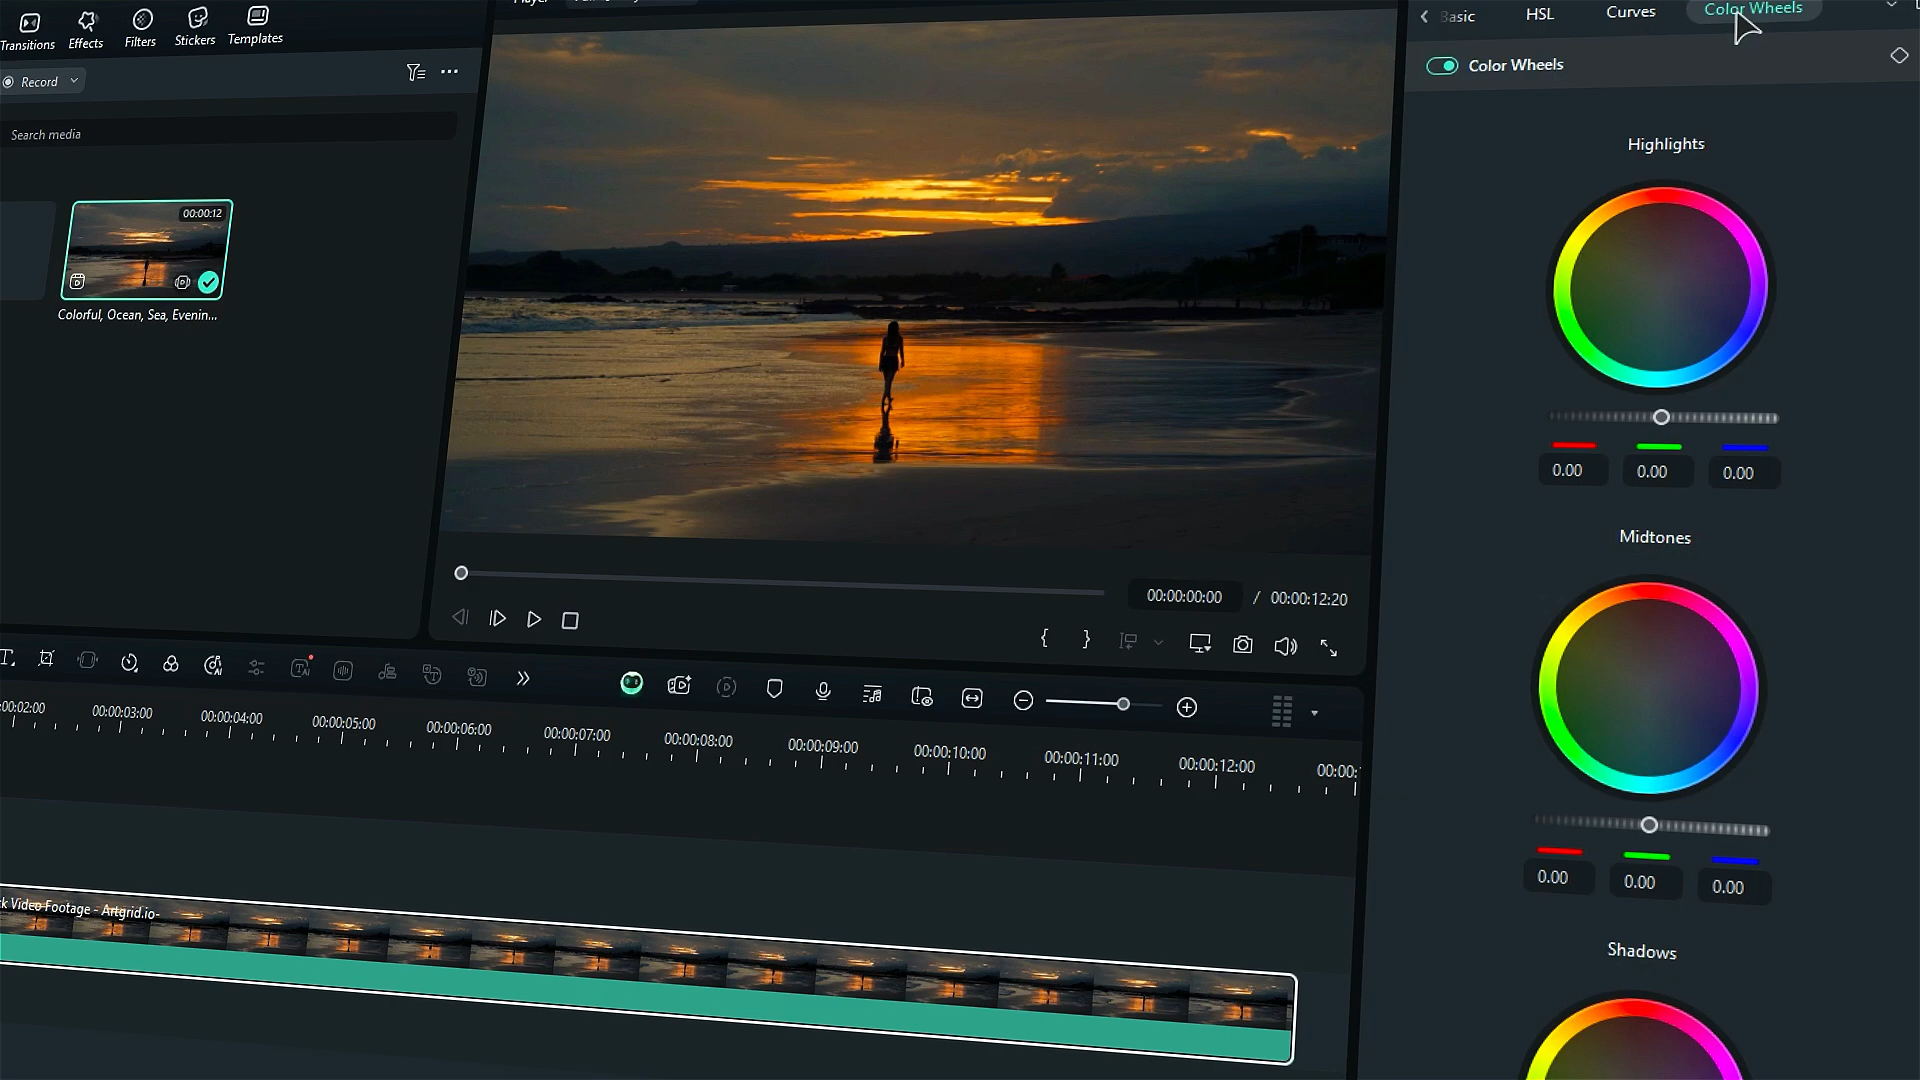 Transitions
Effects
Filters
Stickers
Templates
Record
Search media
00:00:12
Colorful, Ocean, Sea, Evenin...
Player
00:00:00:00 / 00:00:12:20
Basic
HSL
Curves
Color Wheels
Color Wheels
Highlights
0.00 0.00 0.00
Midtones
0.00 0.00 0.00
Shadows
:00:02:00 00:00:03:00 00:00:04:00 00:00:05:00 00:00:06:00 00:00:07:00 00:00:08:00 00:00:09:00 00:00:10:00 00:00:11:00 00:00:12:00 00:00:
k Video Footage - Artgrid.io-